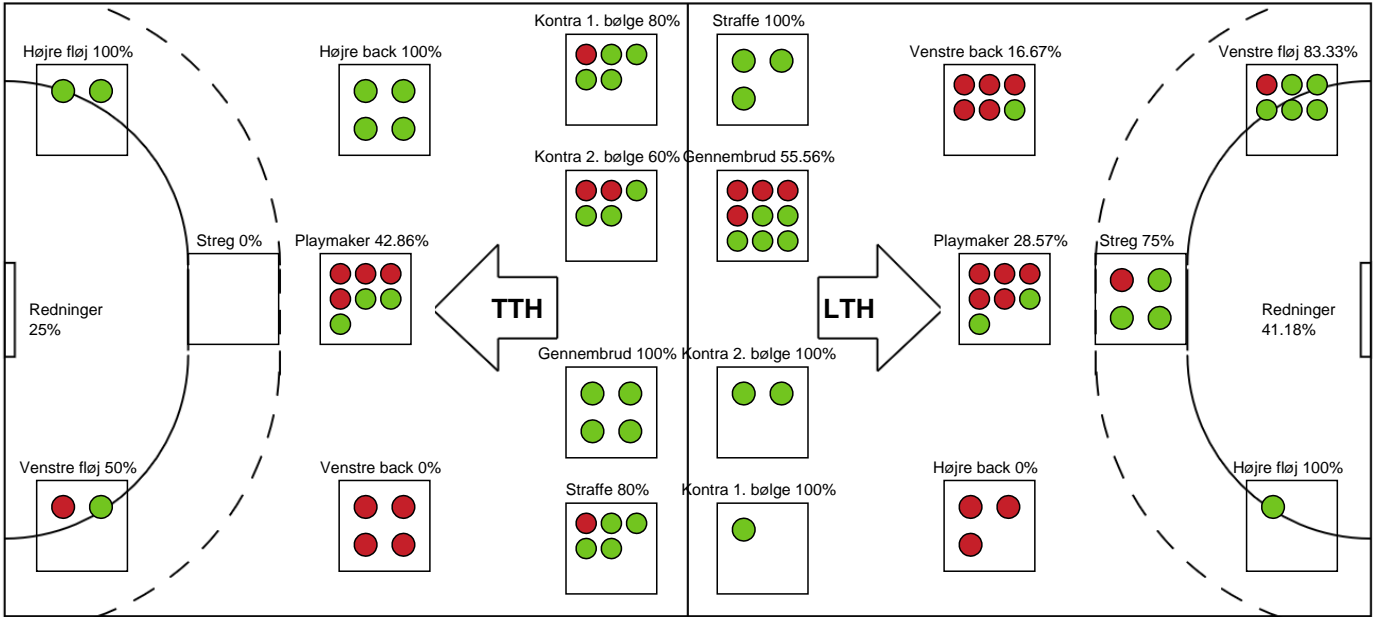 Kontra 1. bølge 80%
Straffe 100%
Højre fløj 100%
Højre back 100%
Venstre back 16.67%
Venstre fløj 83.33%
Kontra 2. bølge 60%
Gennembrud 55.56%
Streg 0%
Playmaker 42.86%
Playmaker 28.57%
Streg 75%
TTH
LTH
Redninger
25%
Redninger
41.18%
Gennembrud 100%
Kontra 2. bølge 100%
Venstre fløj 50%
Venstre back 0%
Straffe 80%
Kontra 1. bølge 100%
Højre back 0%
Højre fløj 100%